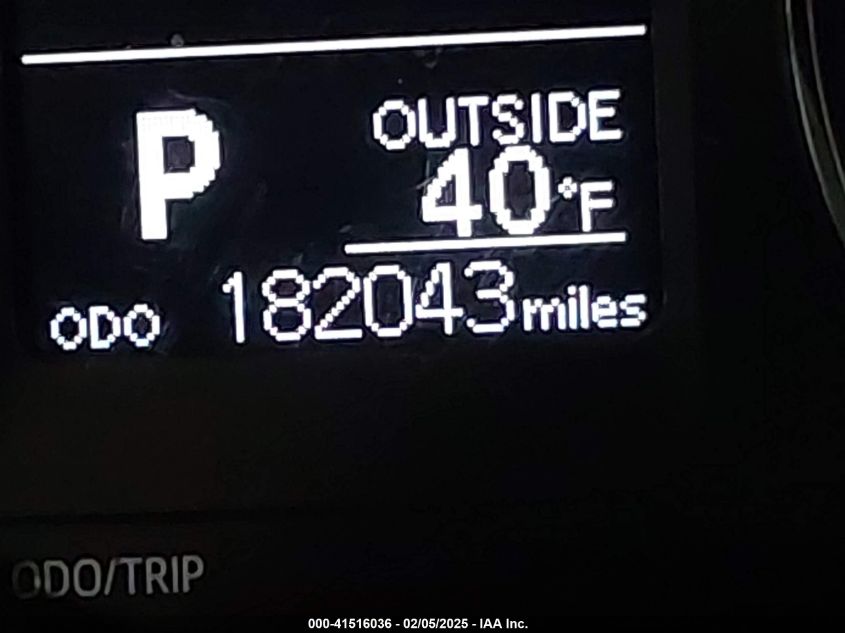 P
OUTSIDE
40°F
ODO 182043 miles
ODO/TRIP
000-41516036 - 02/05/2025 - IAA Inc.